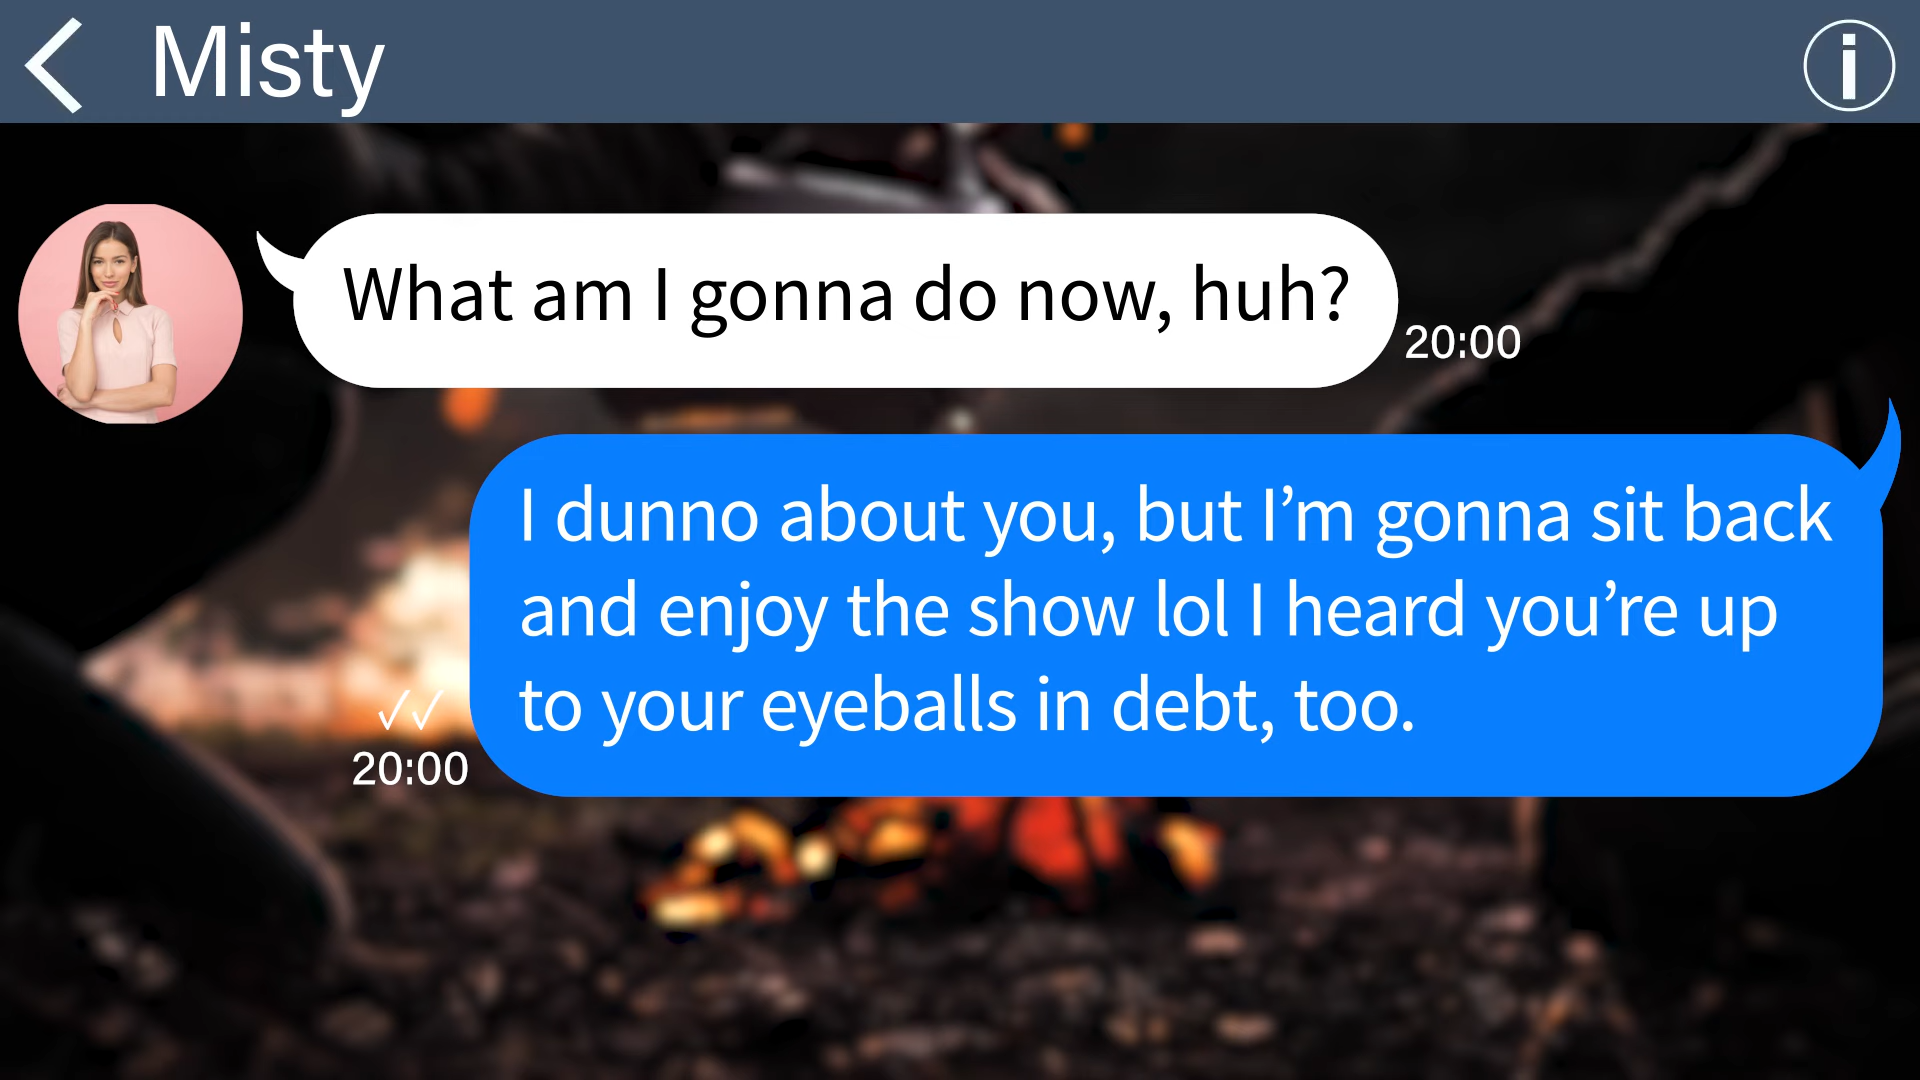 Misty
What am I gonna do now, huh?
20:00
I dunno about you, but I’m gonna sit back
and enjoy the show lol I heard you’re up
to your eyeballs in debt, too.
20:00